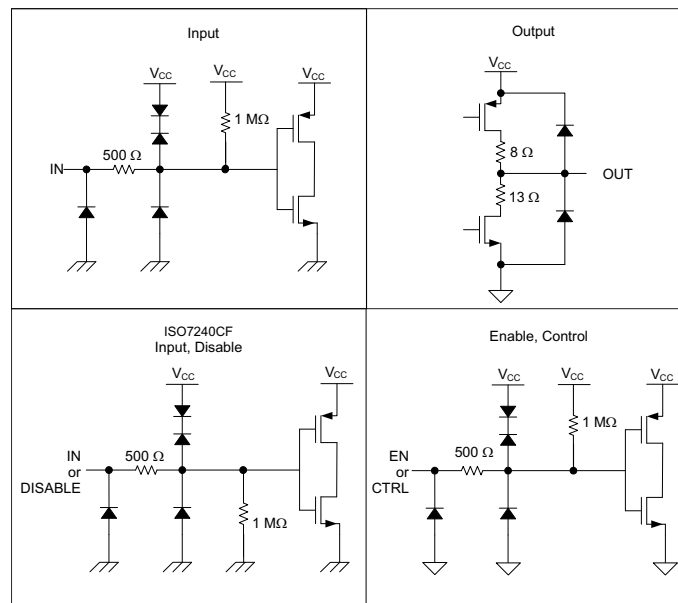 Input
VCC
VCC
VCC
1 MΩ
500 Ω
IN
Output
VCC
8 Ω
OUT
13 Ω
ISO7240CF
Input, Disable
VCC
VCC
IN
or
DISABLE
500 Ω
1 MΩ
Enable, Control
VCC
VCC
VCC
1 MΩ
500 Ω
EN
or
CTRL